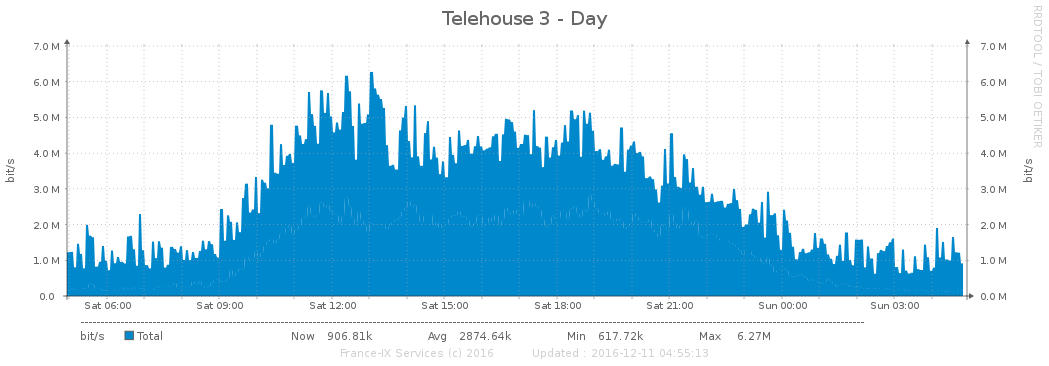 Telehouse 3 - Day
RRDTOOL / TOBI OETIKER
7.0 M 7.0 M
6.0 M 6.0 M
5.0 M 5.0 M
4.0 M 4.0 M
3.0 M 3.0 M
2.0 M 2.0 M
1.0 M 1.0 M
0.0 0.0 M
bit/s bit/s
Sat 06:00 Sat 09:00 Sat 12:00 Sat 15:00 Sat 18:00 Sat 21:00 Sun 00:00 Sun 03:00
bit/s Total Now 906.81k Avg 2874.64k Min 617.72k Max 6.27M
France-IX Services (c) 2016 Updated : 2016-12-11 04:55:13